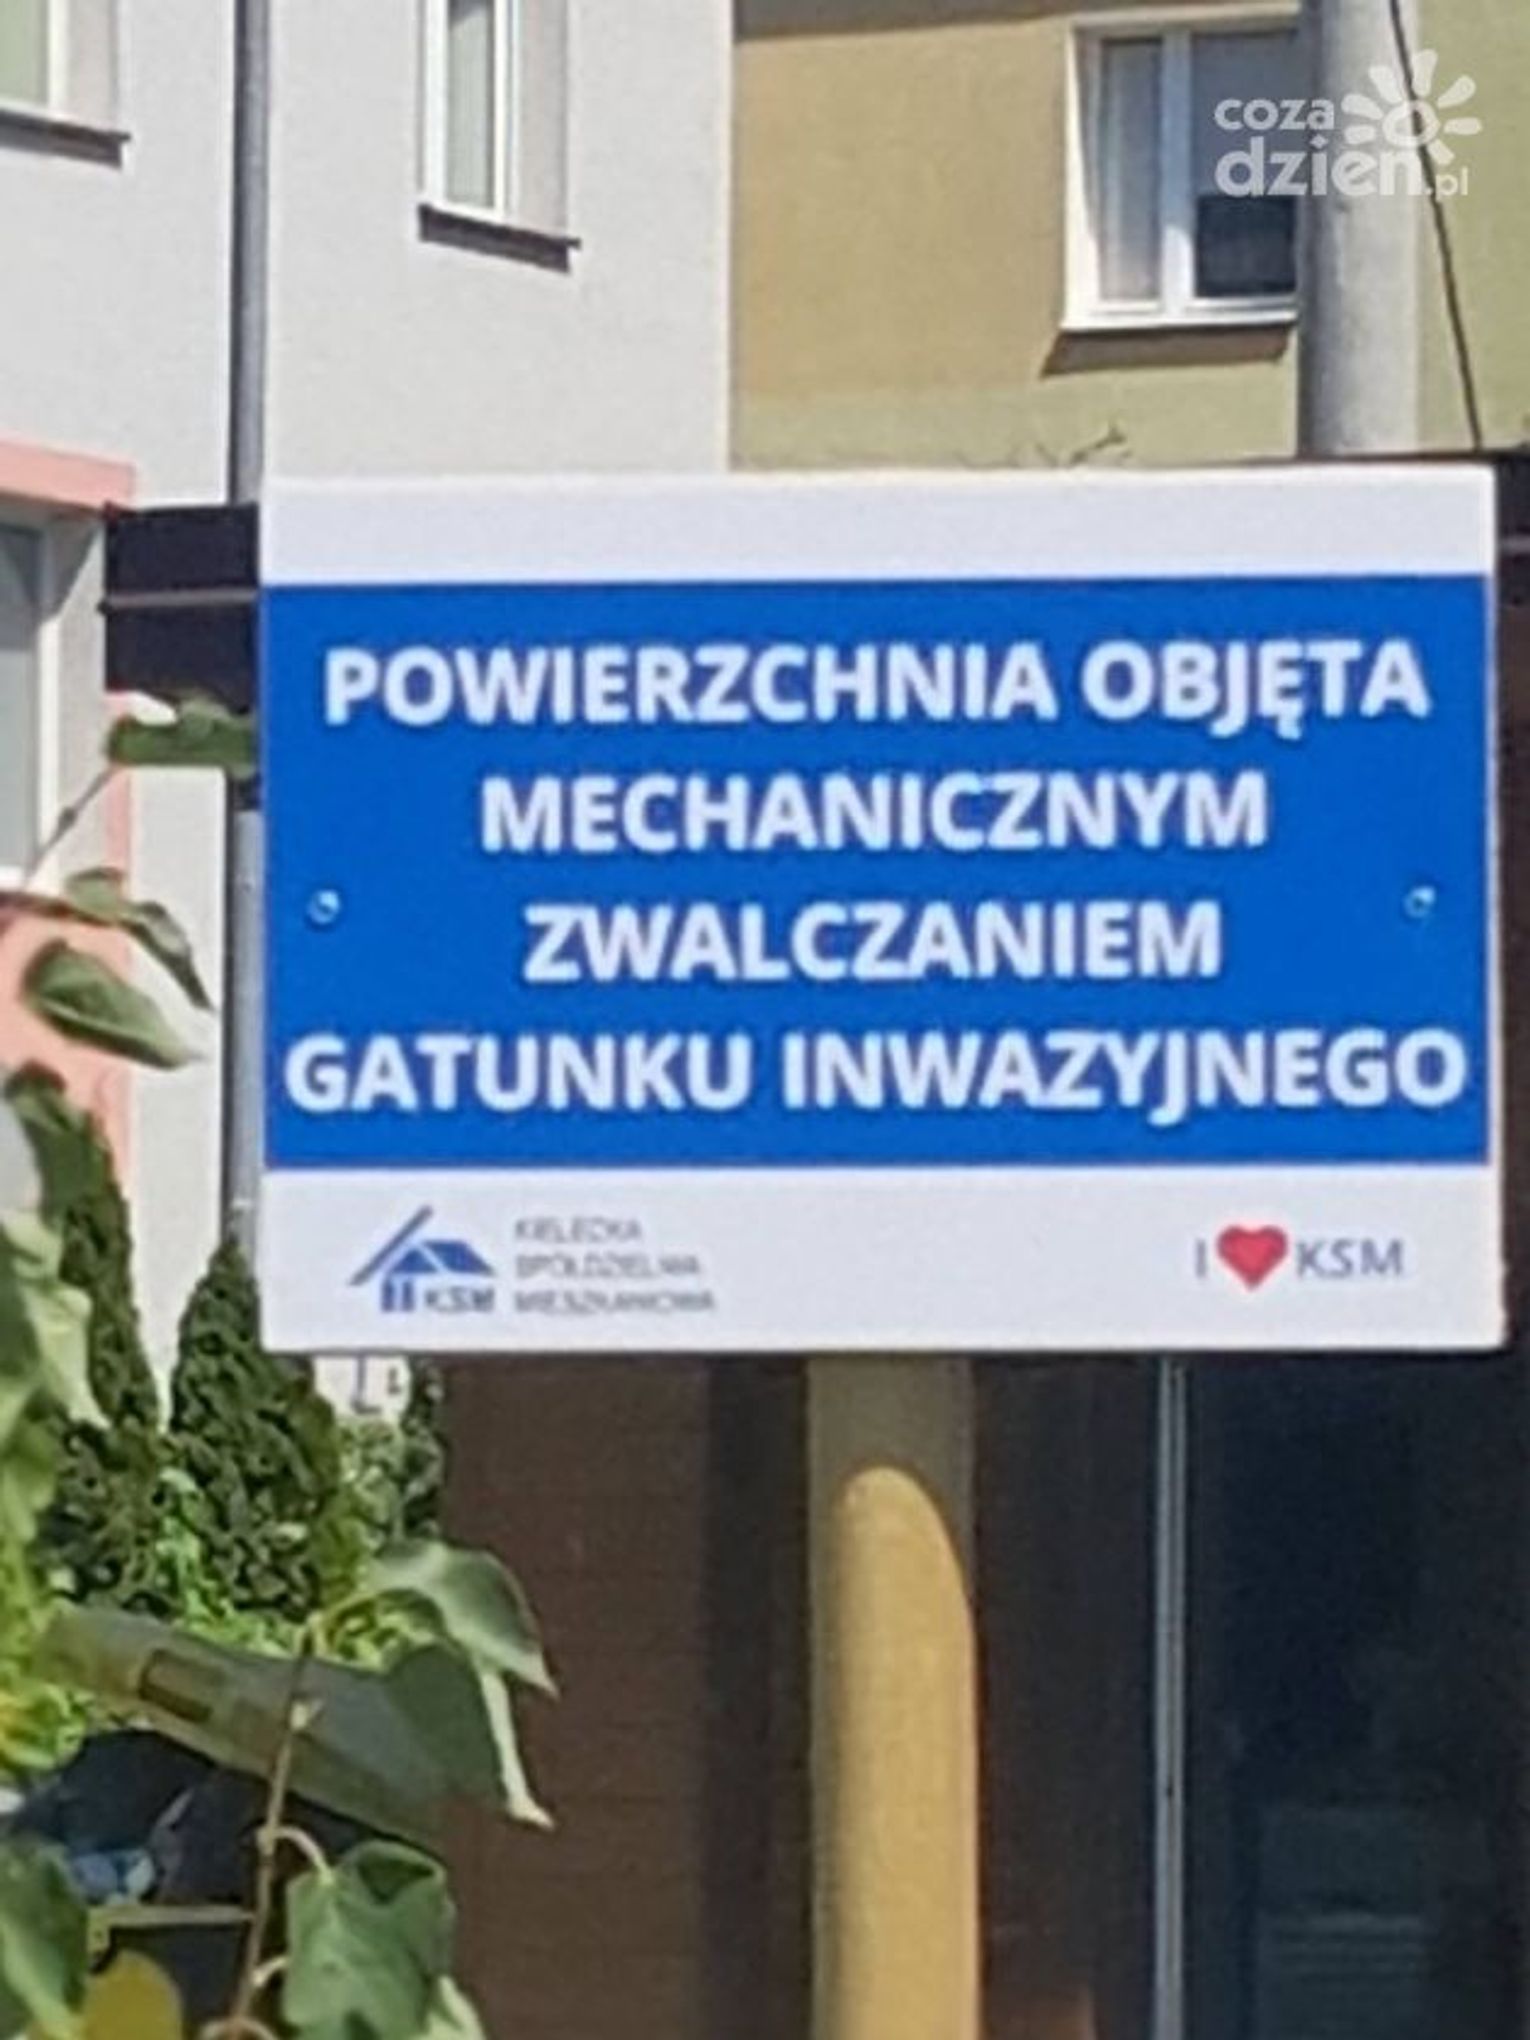 coza
dzien.pl
POWIERZCHNIA OBJĘTA
MECHANICZNYM
ZWALCZANIEM
GATUNKU INWAZYJNEGO
KIELECKA
SPÓŁDZIELNIA
KSM MIESZKANIOWA
I KSM